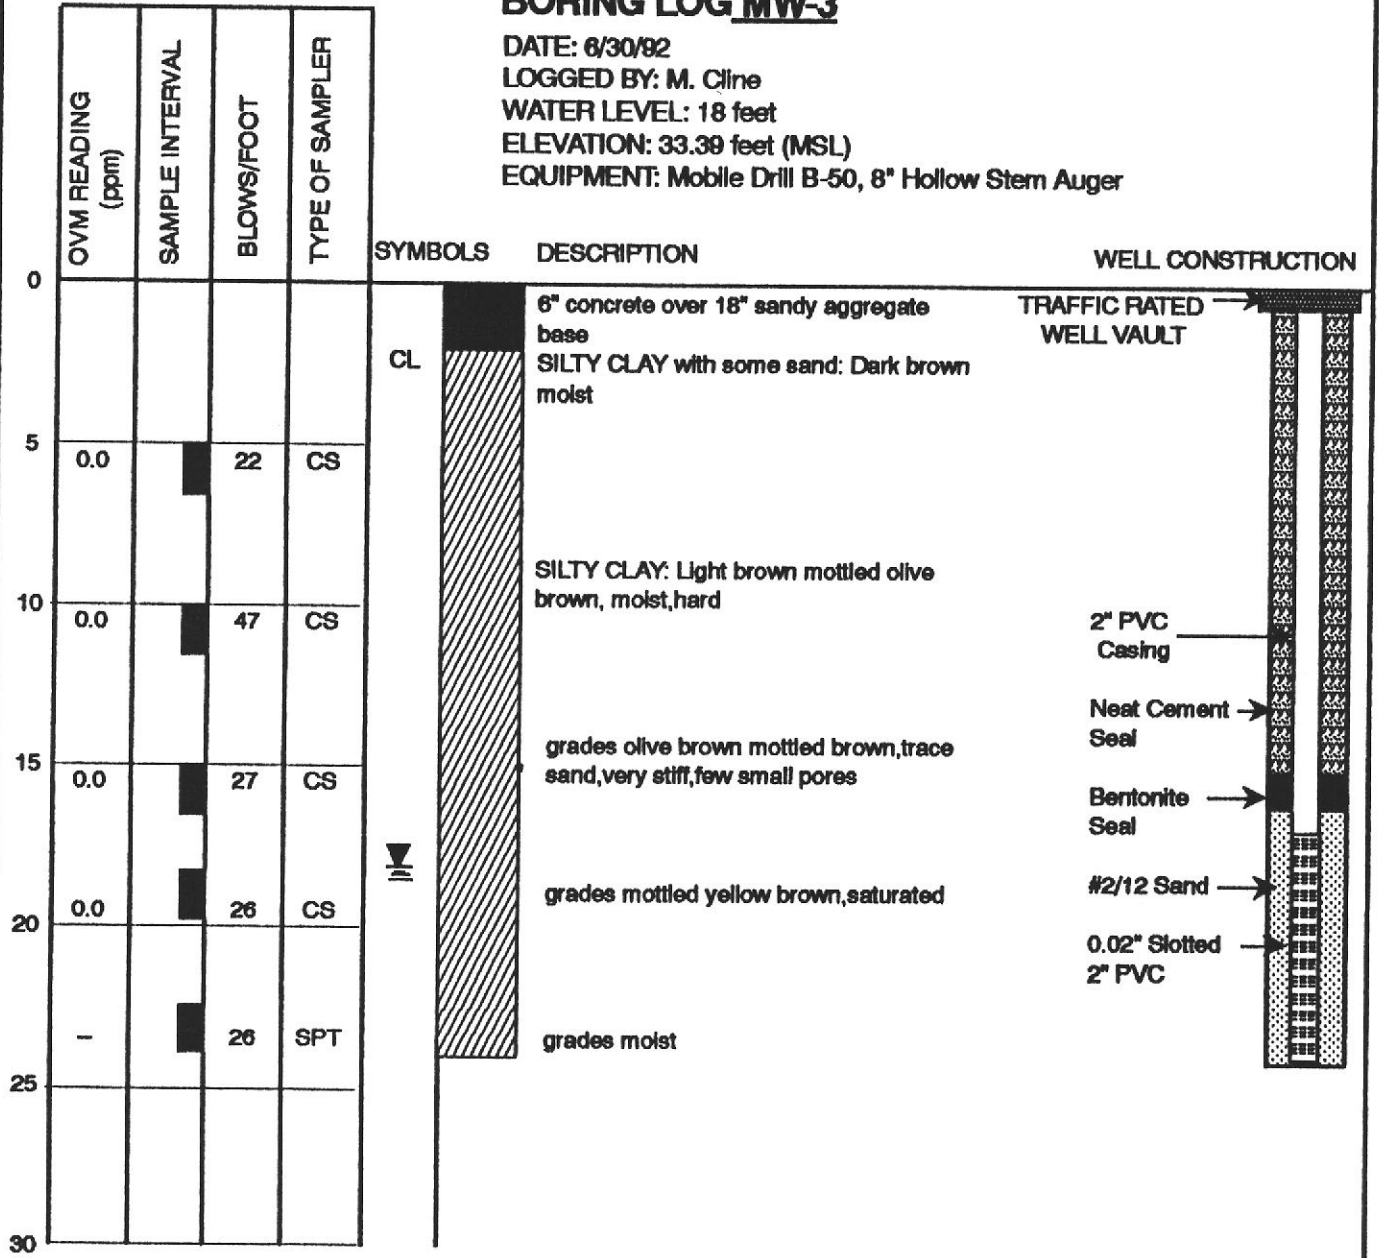 BORING LOG MW-3
DATE: 6/30/92
LOGGED BY: M. Cline
WATER LEVEL: 18 feet
ELEVATION: 33.39 feet (MSL)
EQUIPMENT: Mobile Drill B-50, 8" Hollow Stem Auger
OVM READING
(ppm)
SAMPLE INTERVAL
BLOWS/FOOT
TYPE OF SAMPLER
SYMBOLS DESCRIPTION WELL CONSTRUCTION
0
6" concrete over 18" sandy aggregate
base
TRAFFIC RATED
WELL VAULT
CL SILTY CLAY with some sand: Dark brown
moist
5
0.0 22 CS
SILTY CLAY: Light brown mottled olive
brown, moist,hard
10
0.0 47 CS
2" PVC
Casing
Neat Cement
Seal
grades olive brown mottled brown,trace
sand,very stiff,few small pores
15
0.0 27 CS
Bentonite
Seal
grades mottled yellow brown,saturated
#2/12 Sand
0.0 26 CS
20
0.02" Slotted
2" PVC
– 26 SPT
grades moist
25
30